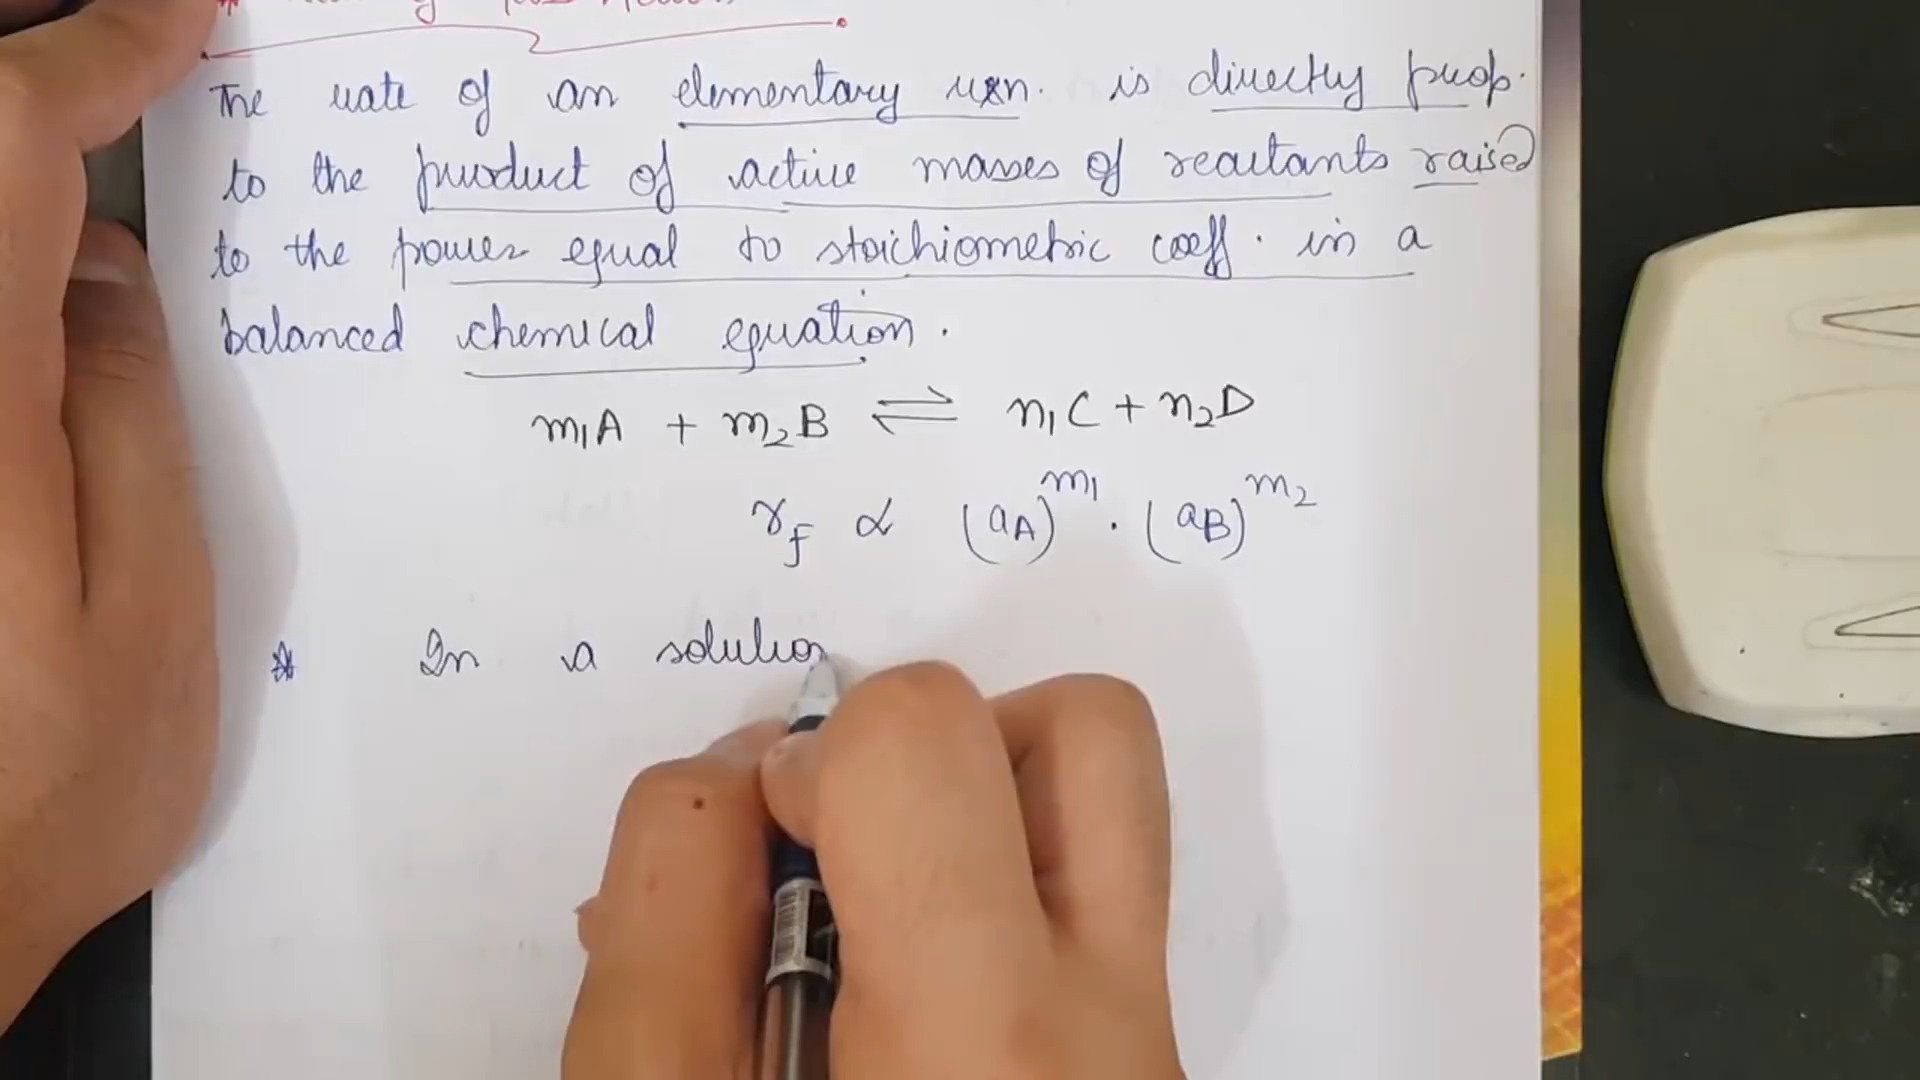 The rate of an elementary rxn. is directly prop.
to the product of active masses of reactants raised
to the power equal to stoichiometric coeff. in a
balanced chemical equation.
m₁A + m₂B ⇌ n₁C + n₂D
r_f ∝ (a_A)^m₁ · (a_B)^m₂
* In a solution